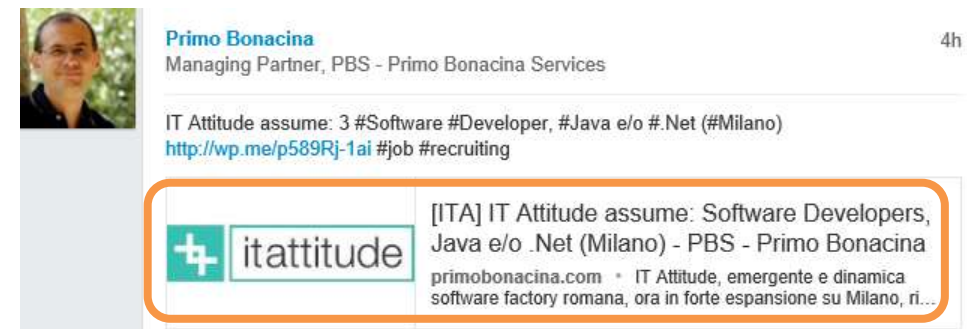 Primo Bonacina
4h
Managing Partner, PBS - Primo Bonacina Services
IT Attitude assume: 3 #Software #Developer, #Java e/o #.Net (#Milano)
http://wp.me/p589Rj-1ai #job #recruiting
itattitude
[ITA] IT Attitude assume: Software Developers,
Java e/o .Net (Milano) - PBS - Primo Bonacina
primobonacina.com • IT Attitude, emergente e dinamica
software factory romana, ora in forte espansione su Milano, ri...